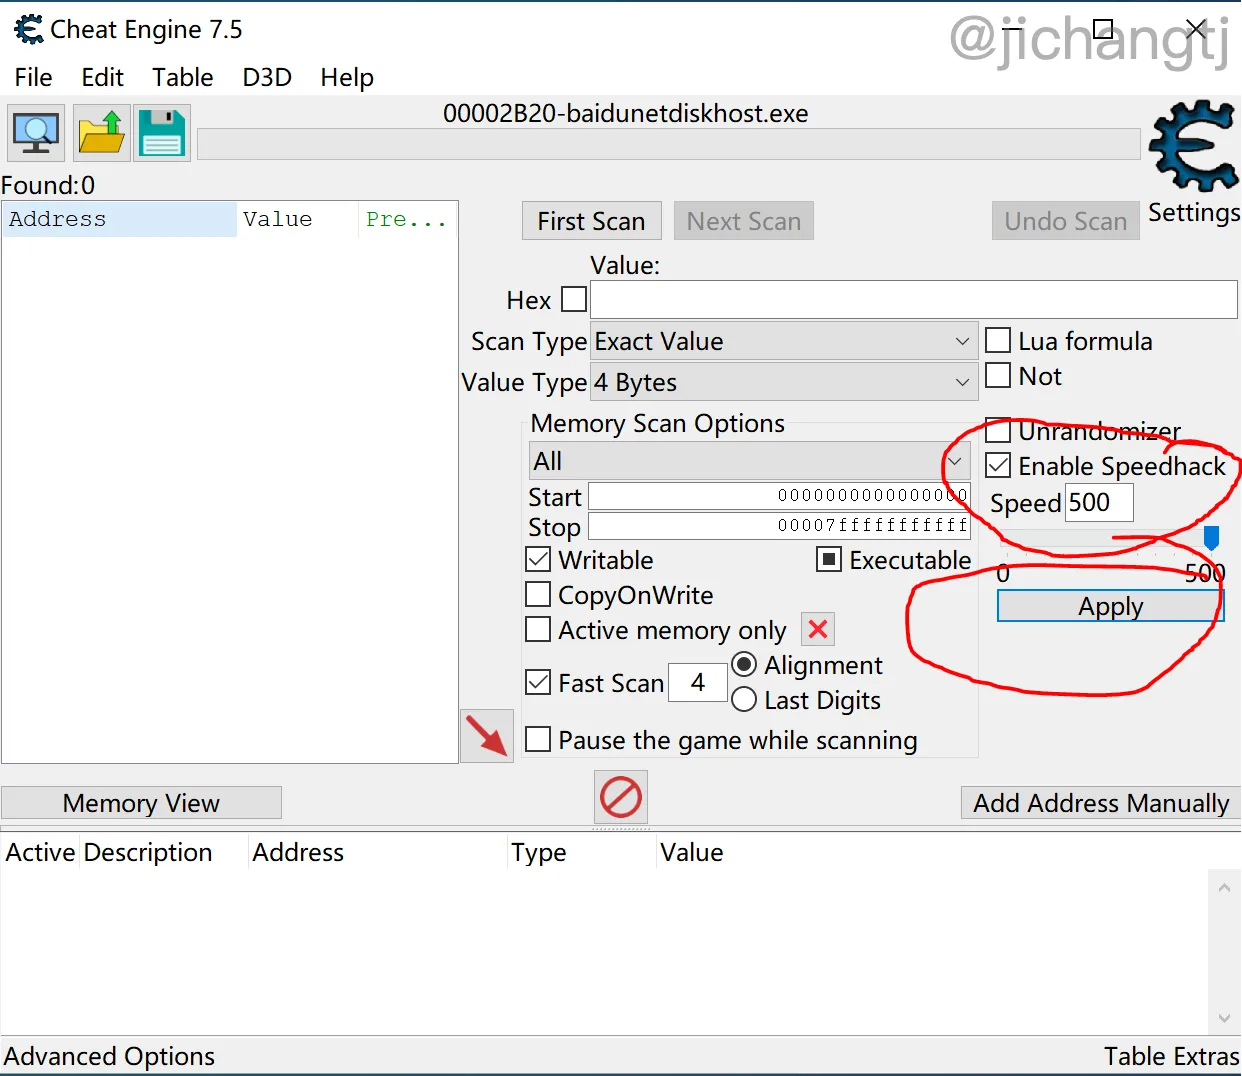 Cheat Engine 7.5
@jichangtj
File Edit Table D3D Help
00002B20-baidunetdiskhost.exe
Found:0
Address Value Pre...
First Scan Next Scan Undo Scan Settings
Value:
Hex
Scan Type Exact Value Lua formula
Value Type 4 Bytes Not
Memory Scan Options
Unrandomizer
All
Enable Speedhack
Start 0000000000000000
Speed 500
Stop 00007fffffffffff
Writable Executable
0 500
CopyOnWrite
Apply
Active memory only
Alignment
Fast Scan 4
Last Digits
Pause the game while scanning
Memory View Add Address Manually
Active Description Address Type Value
Advanced Options Table Extras